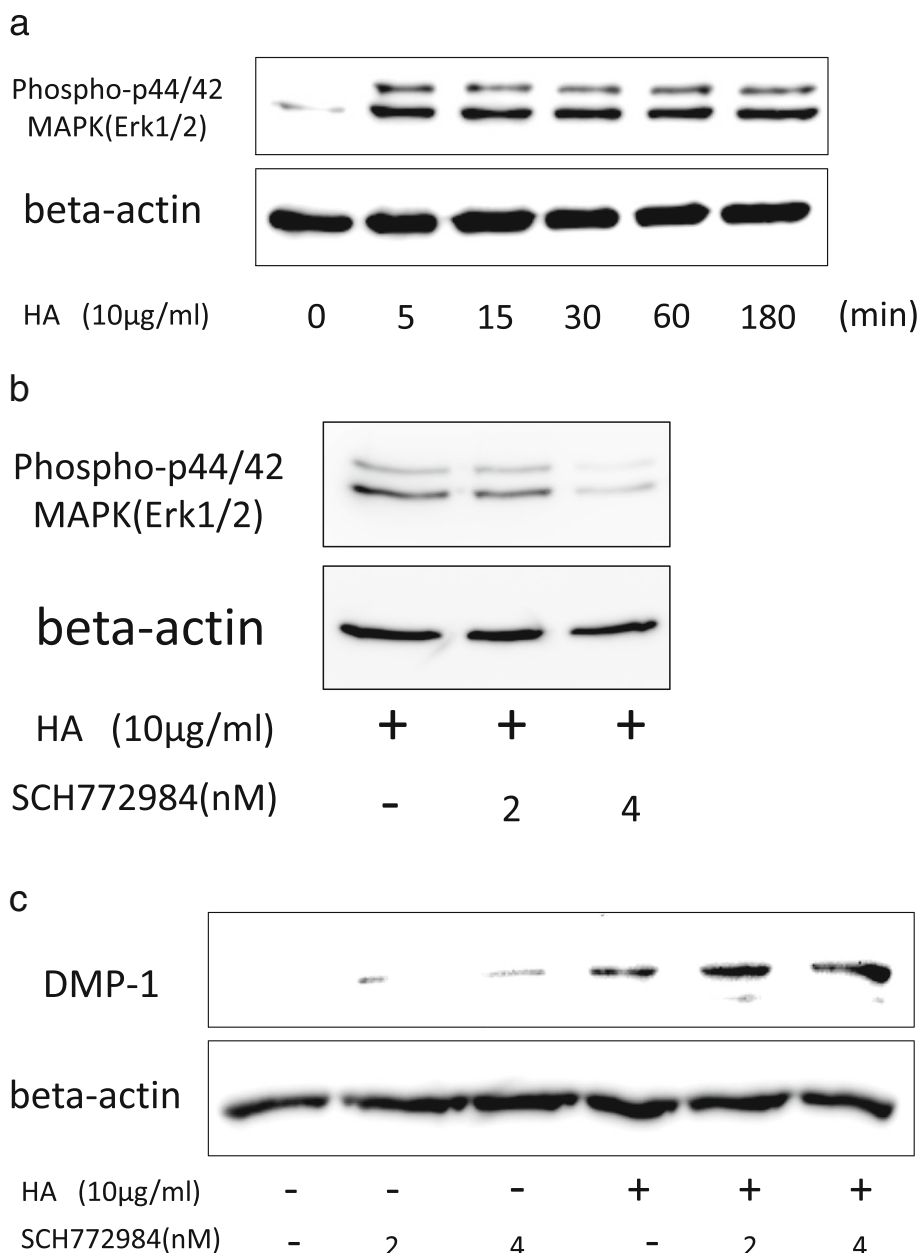 a
Phospho-p44/42
MAPK(Erk1/2)
beta-actin
HA (10µg/ml) 0 5 15 30 60 180 (min)
b
Phospho-p44/42
MAPK(Erk1/2)
beta-actin
HA (10µg/ml) + + +
SCH772984(nM) - 2 4
c
DMP-1
beta-actin
HA (10µg/ml) - - - + + +
SCH772984(nM) - 2 4 - 2 4